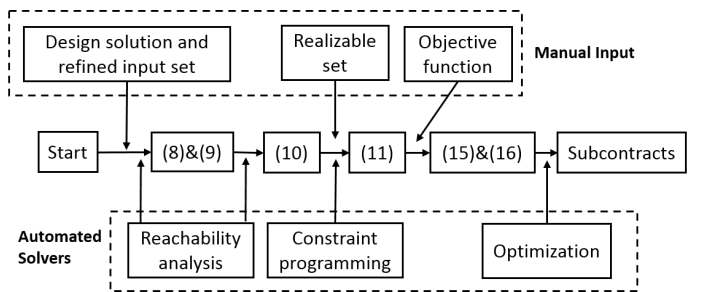 Design solution and
refined input set
Realizable
set
Objective
function
Manual Input
Start
(8)&(9)
(10)
(11)
(15)&(16)
Subcontracts
Automated
Solvers
Reachability
analysis
Constraint
programming
Optimization